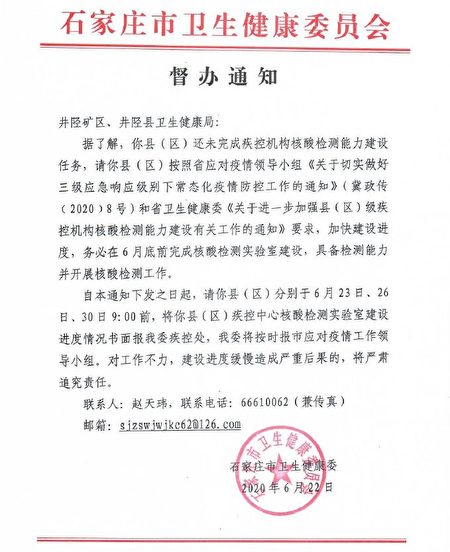 石家庄市卫生健康委员会
督办通知
井陉矿区、井陉县卫生健康局：
据了解，你县（区）还未完成疾控机构核酸检测能力建设
任务，请你县（区）按照省应对疫情领导小组《关于切实做好
三级应急响应级别下常态化疫情防控工作的通知》（冀政传
〔2020〕8号）和省卫生健康委《关于进一步加强县（区）级疾
控机构核酸检测能力建设有关工作的通知》要求，加快建设进
度，务必在6月底前完成核酸检测实验室建设，具备检测能力
并开展核酸检测工作。
自本通知下发之日起，请你县（区）分别于6月23日、26
日、30日9:00前，将你县（区）疾控中心核酸检测实验室建设
进度情况书面报我委疾控处，我委将按时报市应对疫情工作领
导小组。对工作不力，建设进度缓慢造成严重后果的，将严肃
追究责任。
联系人：赵天玮，联系电话：66610062（兼传真）
邮箱：sjzswjwjkc62@126.com
石家庄市卫生健康委
2020年6月22日
石家庄市卫生健康委员会